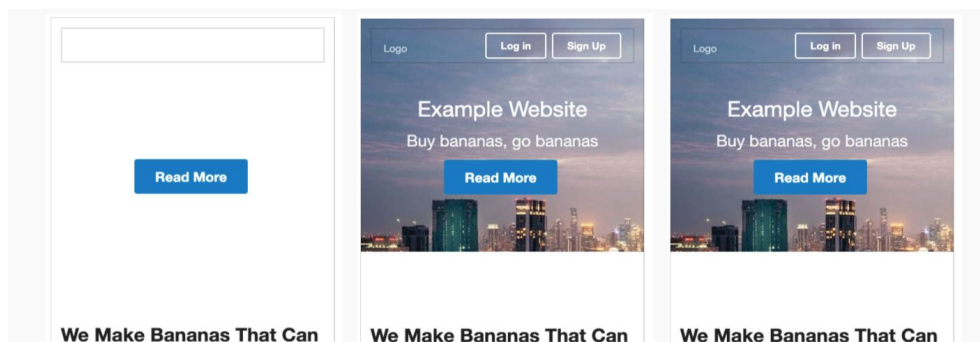 Read More
We Make Bananas That Can
Logo
Log in
Sign Up
Example Website
Buy bananas, go bananas
Read More
We Make Bananas That Can
Logo
Log in
Sign Up
Example Website
Buy bananas, go bananas
Read More
We Make Bananas That Can